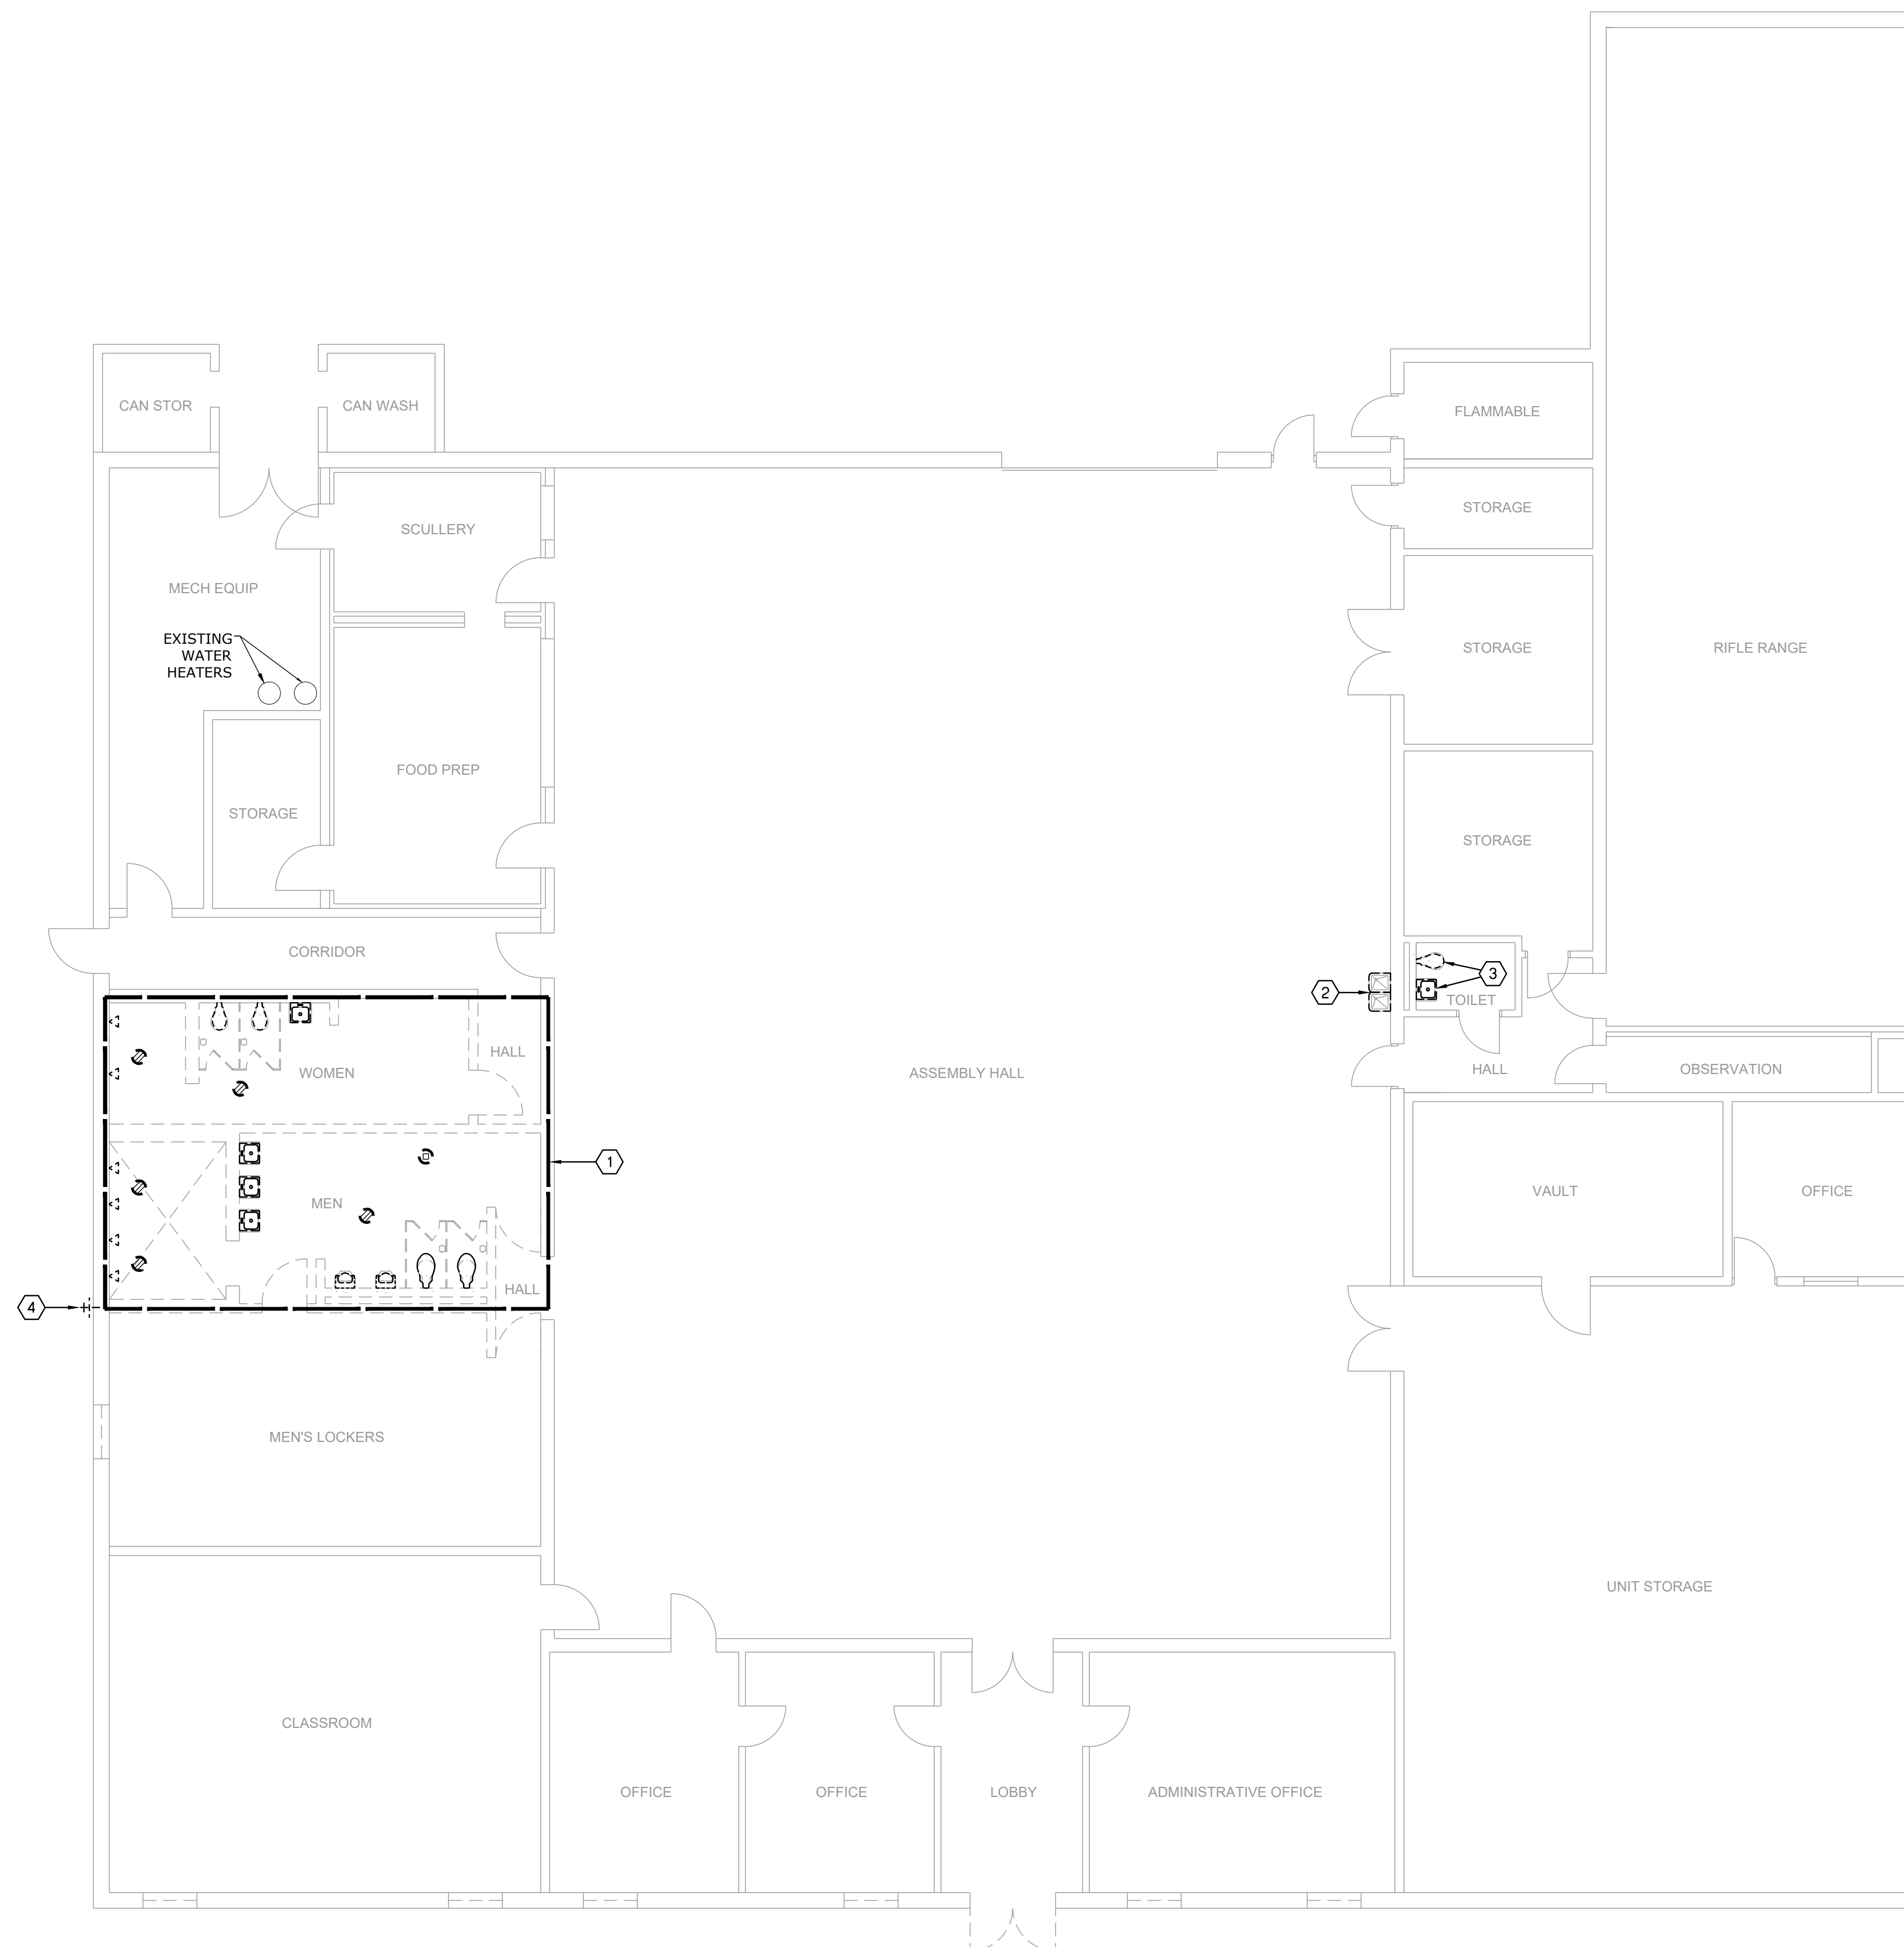 CAN STOR
CAN WASH
FLAMMABLE
STORAGE
SCULLERY
MECH EQUIP
EXISTING
WATER
HEATERS
STORAGE
RIFLE RANGE
FOOD PREP
STORAGE
STORAGE
CORRIDOR
2
3
TOILET
HALL
WOMEN
ASSEMBLY HALL
HALL
OBSERVATION
1
MEN
VAULT
OFFICE
HALL
4
MEN'S LOCKERS
UNIT STORAGE
CLASSROOM
OFFICE
OFFICE
LOBBY
ADMINISTRATIVE OFFICE